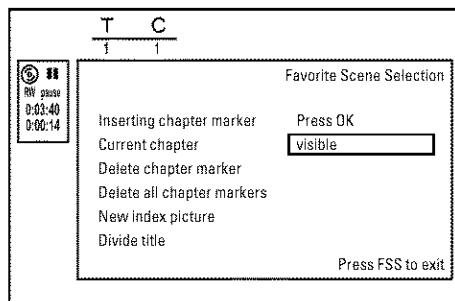 T C
1 1
RW pause
0:03:40
0:00:14
Favorite Scene Selection
Inserting chapter marker Press OK
Current chapter visible
Delete chapter marker
Delete all chapter markers
New index picture
Divide title
Press FSS to exit